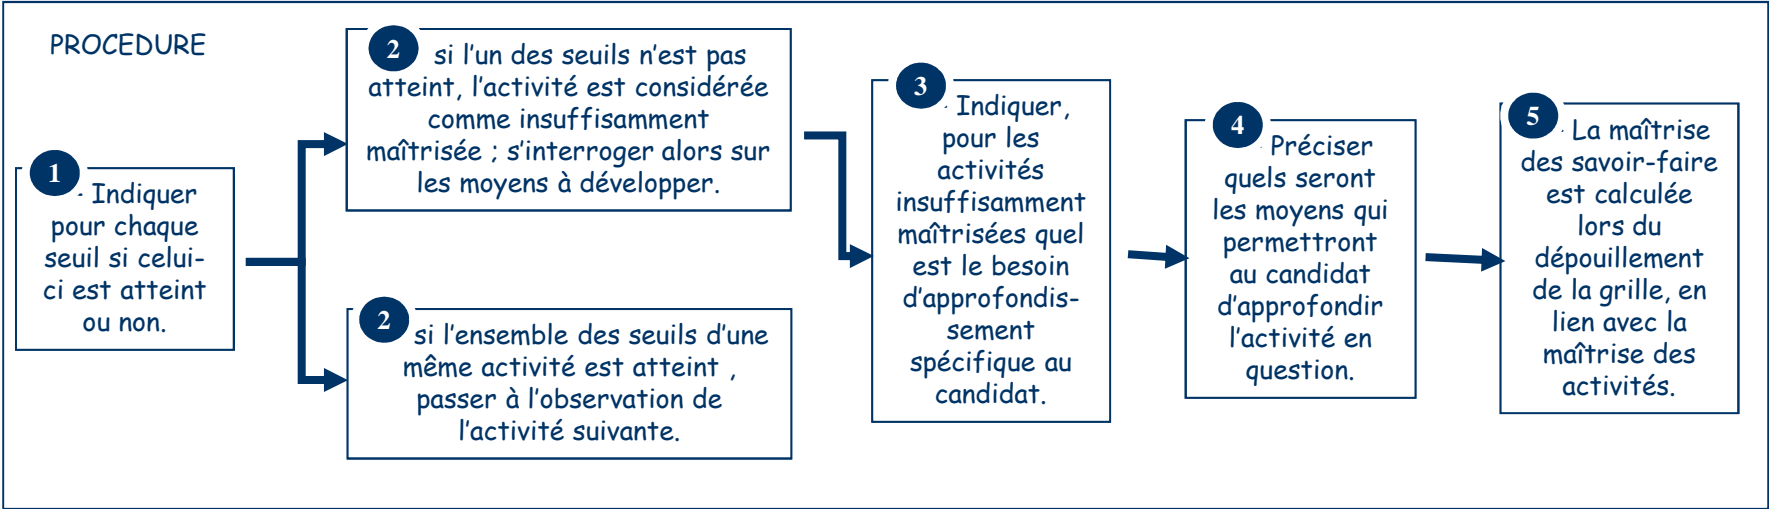 PROCEDURE
1
- Indiquer
pour chaque
seuil si celui-
ci est atteint
ou non.
2
si l'un des seuils n'est pas
atteint, l'activité est considérée
comme insuffisamment
maîtrisée ; s'interroger alors sur
les moyens à développer.
2
si l'ensemble des seuils d'une
même activité est atteint ,
passer à l'observation de
l'activité suivante.
3
- Indiquer,
pour les
activités
insuffisamment
maîtrisées quel
est le besoin
d'approfondis-
sement
spécifique au
candidat.
4
- Préciser
quels seront
les moyens qui
permettront
au candidat
d'approfondir
l'activité en
question.
5
- La maîtrise
des savoir-faire
est calculée
lors du
dépouillement
de la grille, en
lien avec la
maîtrise des
activités.